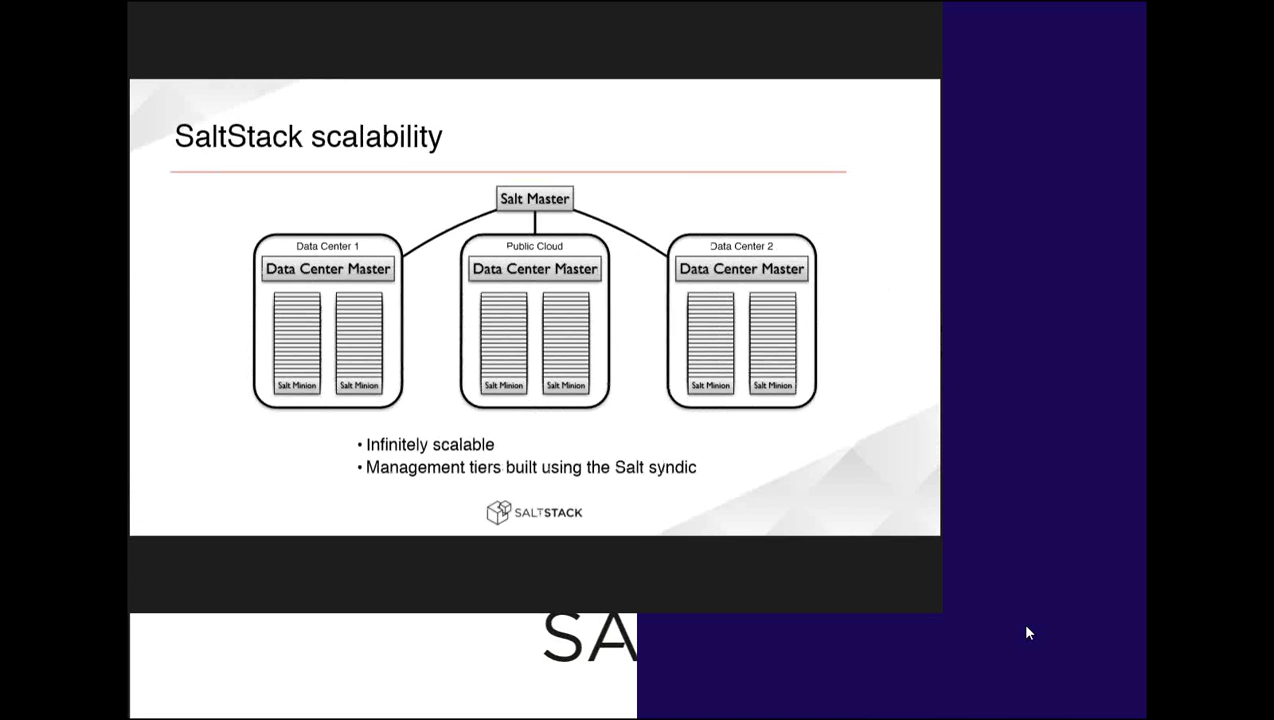 SaltStack scalability
Salt Master
Data Center 1
Public Cloud
Data Center 2
Data Center Master
Data Center Master
Data Center Master
Salt Minion
Salt Minion
Salt Minion
Salt Minion
Salt Minion
Salt Minion
• Infinitely scalable
• Management tiers built using the Salt syndic
SALTSTACK
SA